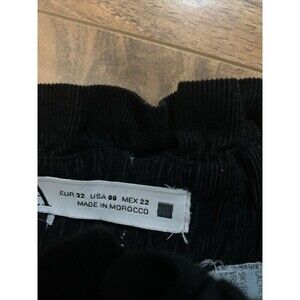 A
EUR 32 USA 00 MEX 22
MADE IN MOROCCO